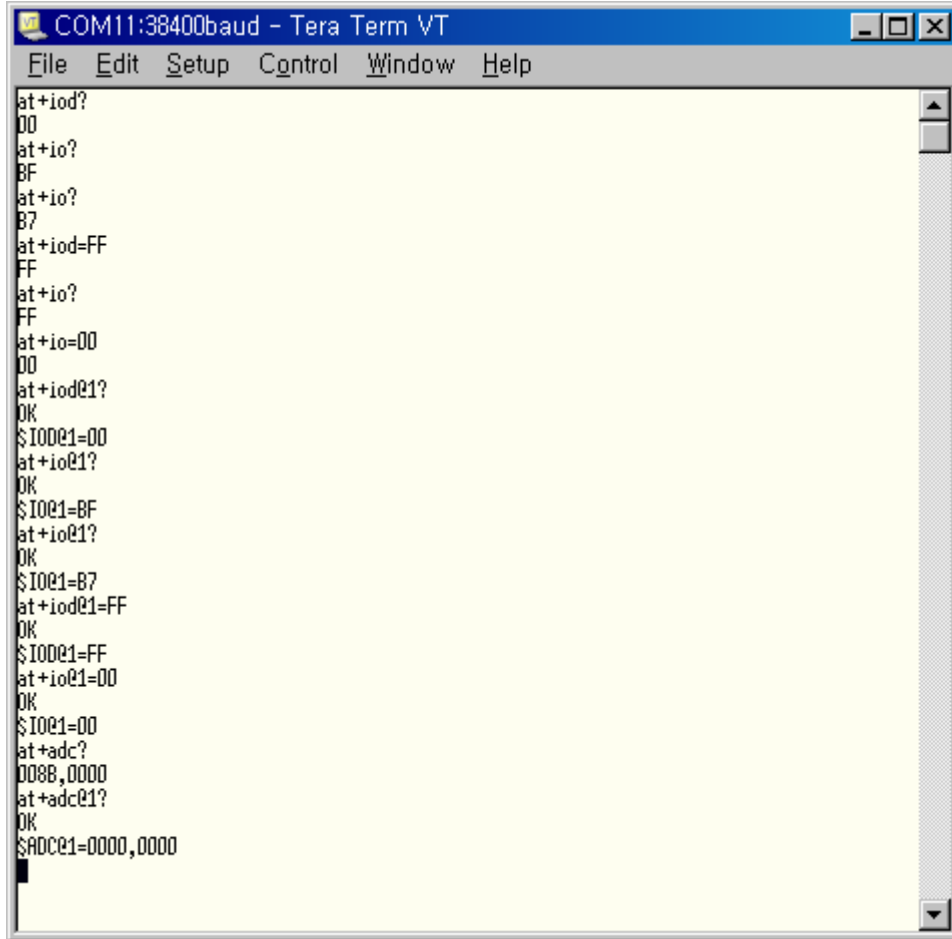 COM11:38400baud - Tera Term VT
File Edit Setup Control Window Help
at+iod?
00
at+io?
BF
at+io?
B7
at+iod=FF
FF
at+io?
FF
at+io=00
00
at+iod@1?
OK
$IOD@1=00
at+io@1?
OK
$IO@1=BF
at+io@1?
OK
$IO@1=B7
at+iod@1=FF
OK
$IOD@1=FF
at+io@1=00
OK
$IO@1=00
at+adc?
008B,0000
at+adc@1?
OK
$ADC@1=0000,0000